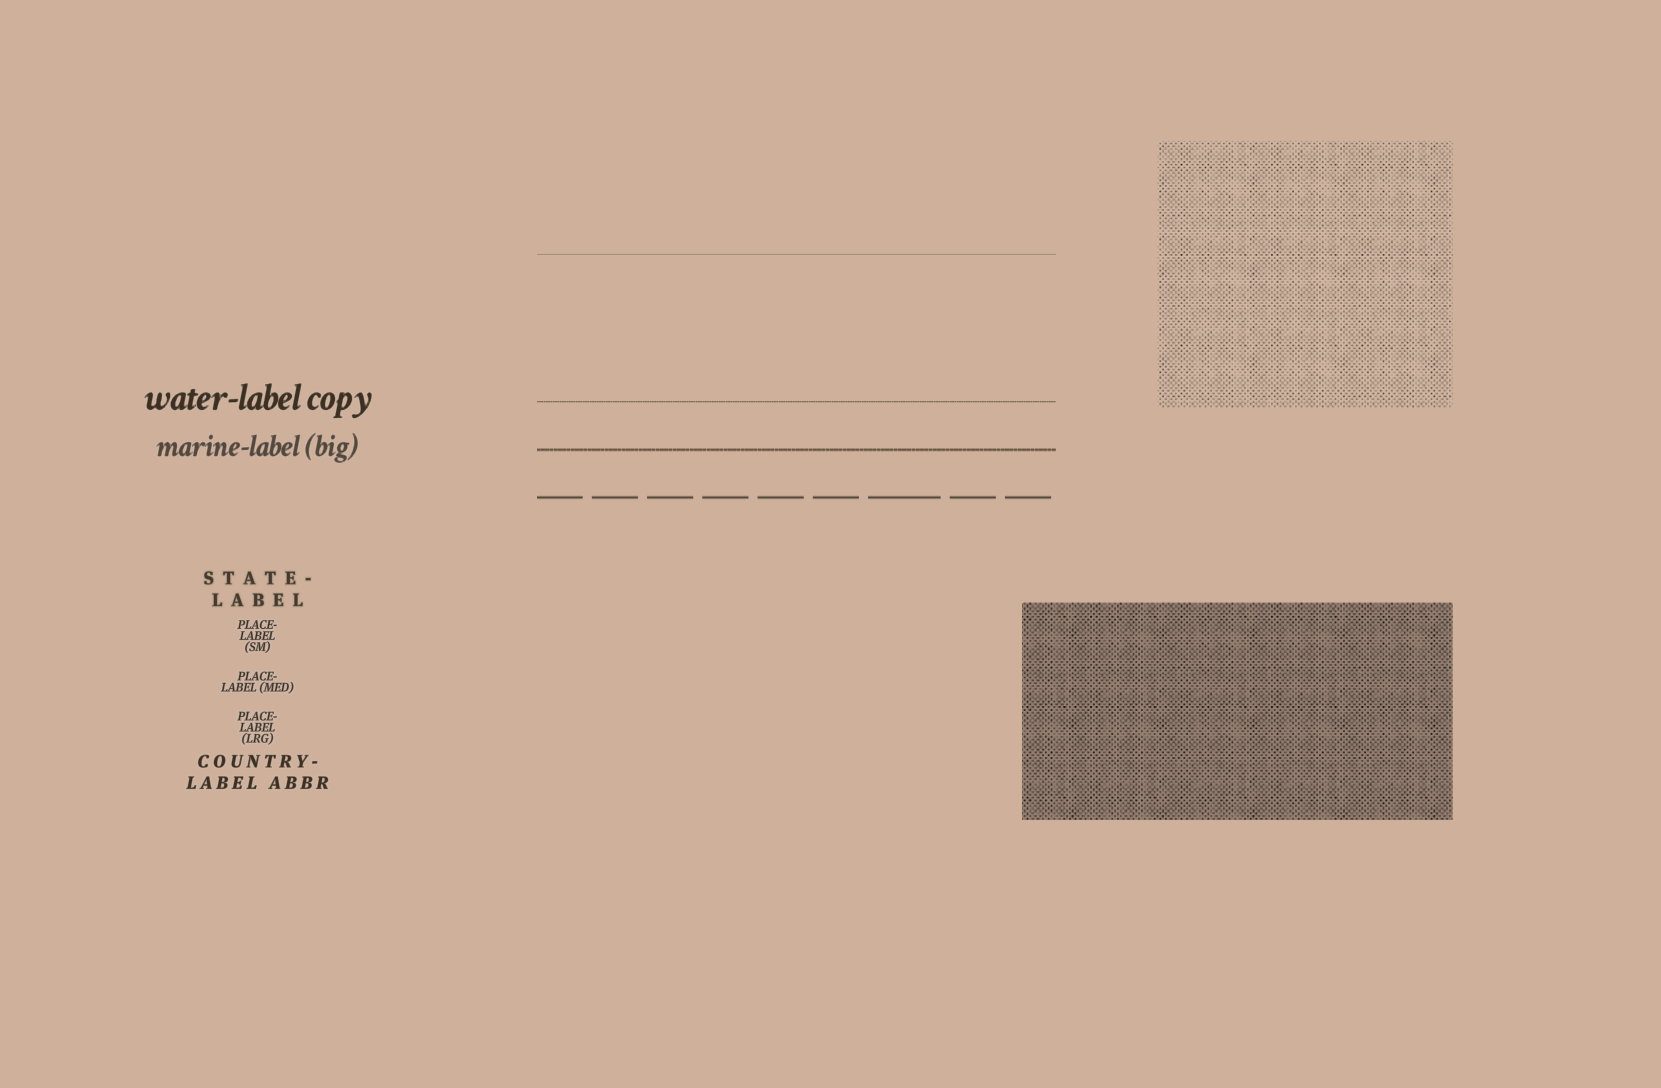 water-label copy
marine-label (big)
STATE-
LABEL
PLACE-
LABEL
(SM)
PLACE-
LABEL (MED)
PLACE-
LABEL
(LRG)
COUNTRY-
LABEL ABBR